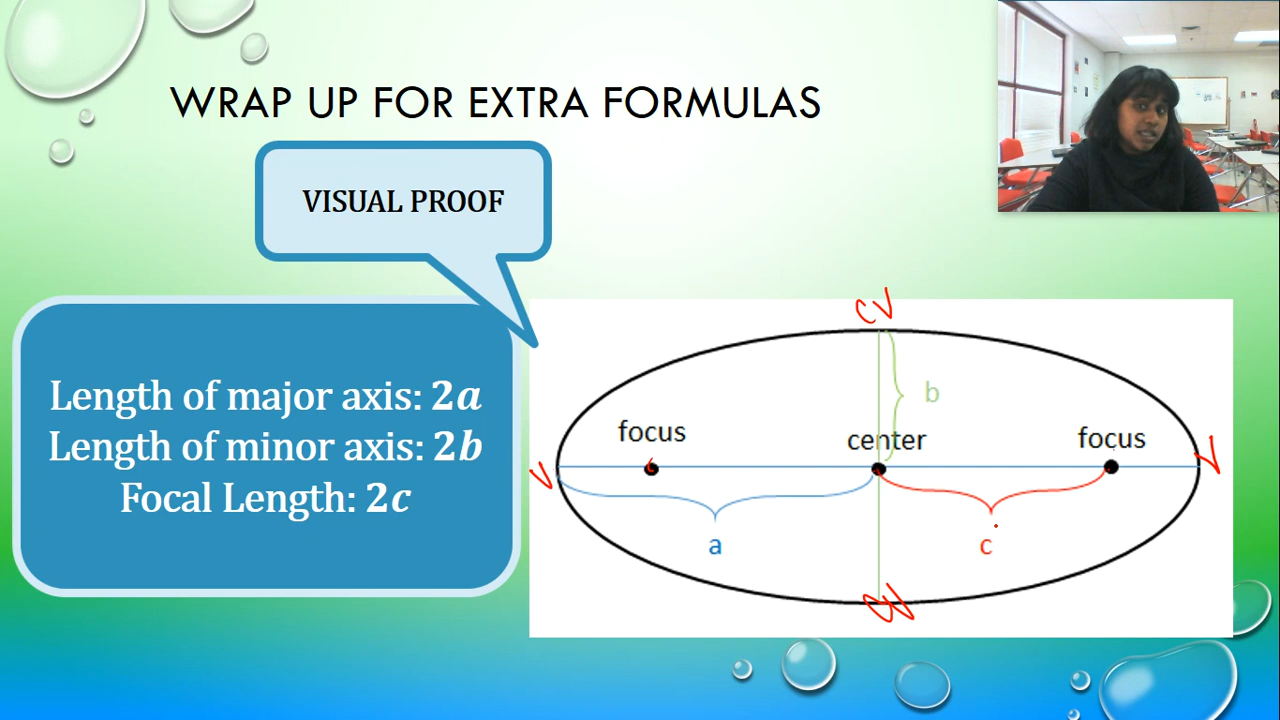 WRAP UP FOR EXTRA FORMULAS
VISUAL PROOF
Length of major axis: 2a
Length of minor axis: 2b
Focal Length: 2c
CV
b
focus
center
focus
V
V
a
c
CV